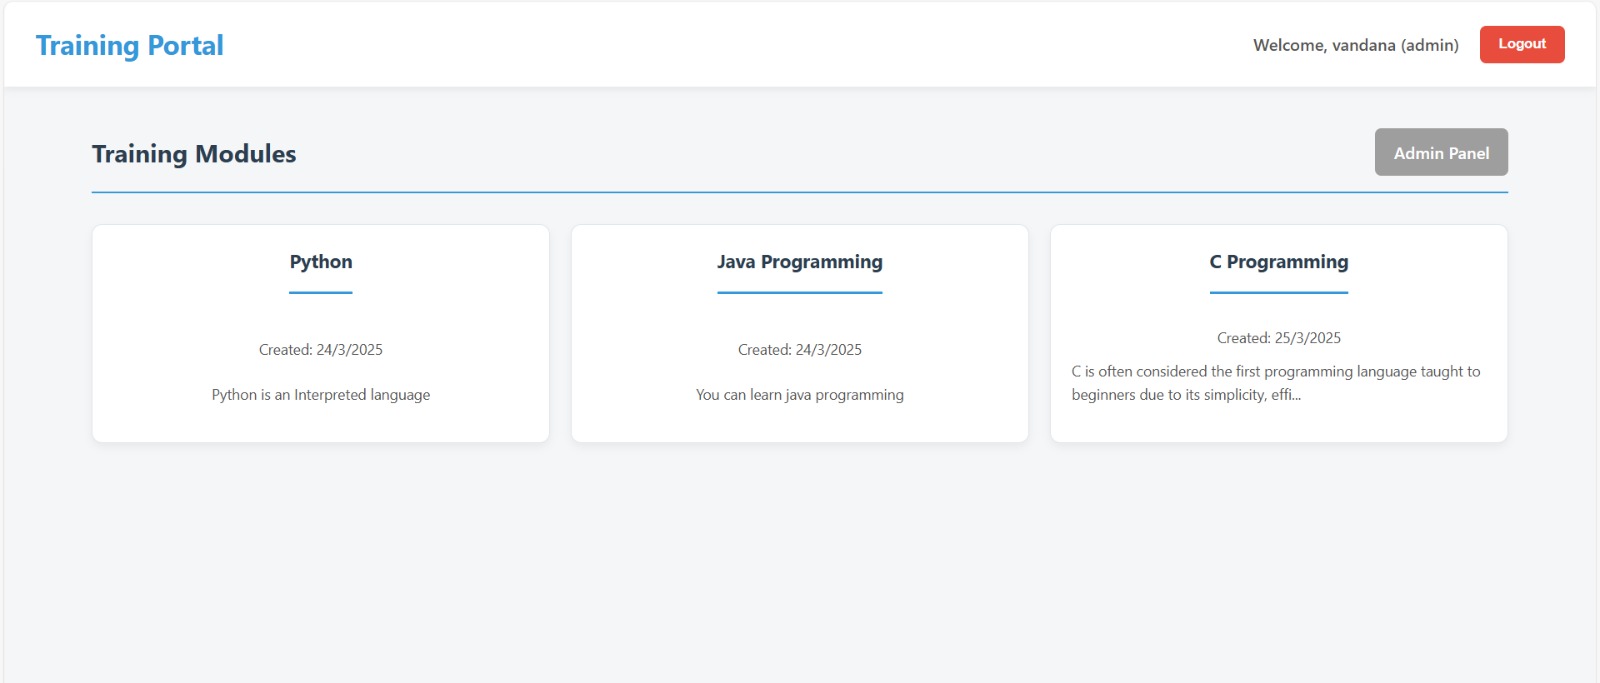 Training Portal
Welcome, vandana (admin)
Logout
Training Modules
Admin Panel
Python
Created: 24/3/2025
Python is an Interpreted language
Java Programming
Created: 24/3/2025
You can learn java programming
C Programming
Created: 25/3/2025
C is often considered the first programming language taught to
beginners due to its simplicity, effi...